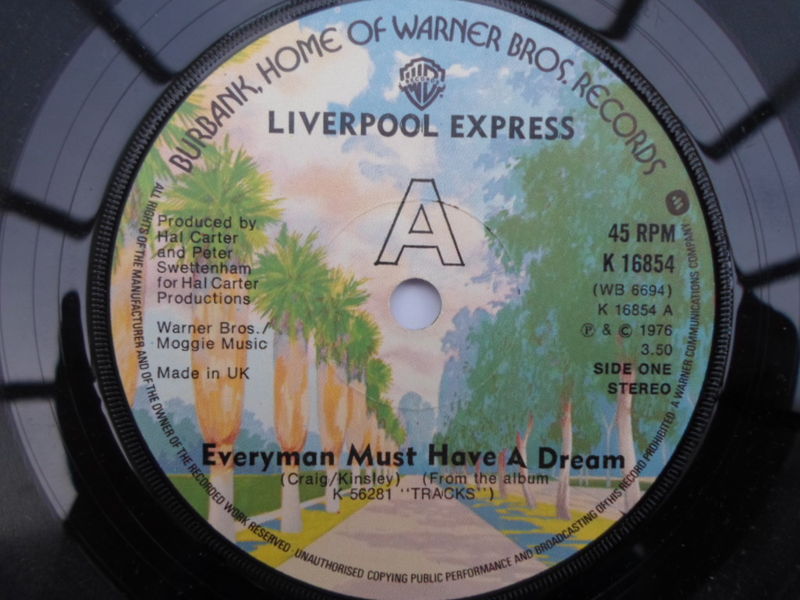 BURBANK, HOME OF WARNER BROS. RECORDS
LIVERPOOL EXPRESS
A
Produced by
Hal Carter
and Peter
Swettenham
for Hal Carter
Productions
Warner Bros./
Moggie Music
Made in UK
45 RPM
K 16854
(WB 6694)
K 16854 A
℗ & © 1976
3.50
SIDE ONE
STEREO
Everyman Must Have A Dream
(Craig/Kinsley) (From the album
K 56281 "TRACKS")
ALL RIGHTS OF THE MANUFACTURER AND OF THE OWNER OF THE RECORDED WORK RESERVED UNAUTHORISED COPYING PUBLIC PERFORMANCE AND BROADCASTING OF THIS RECORD PROHIBITED A WARNER COMMUNICATIONS COMPANY